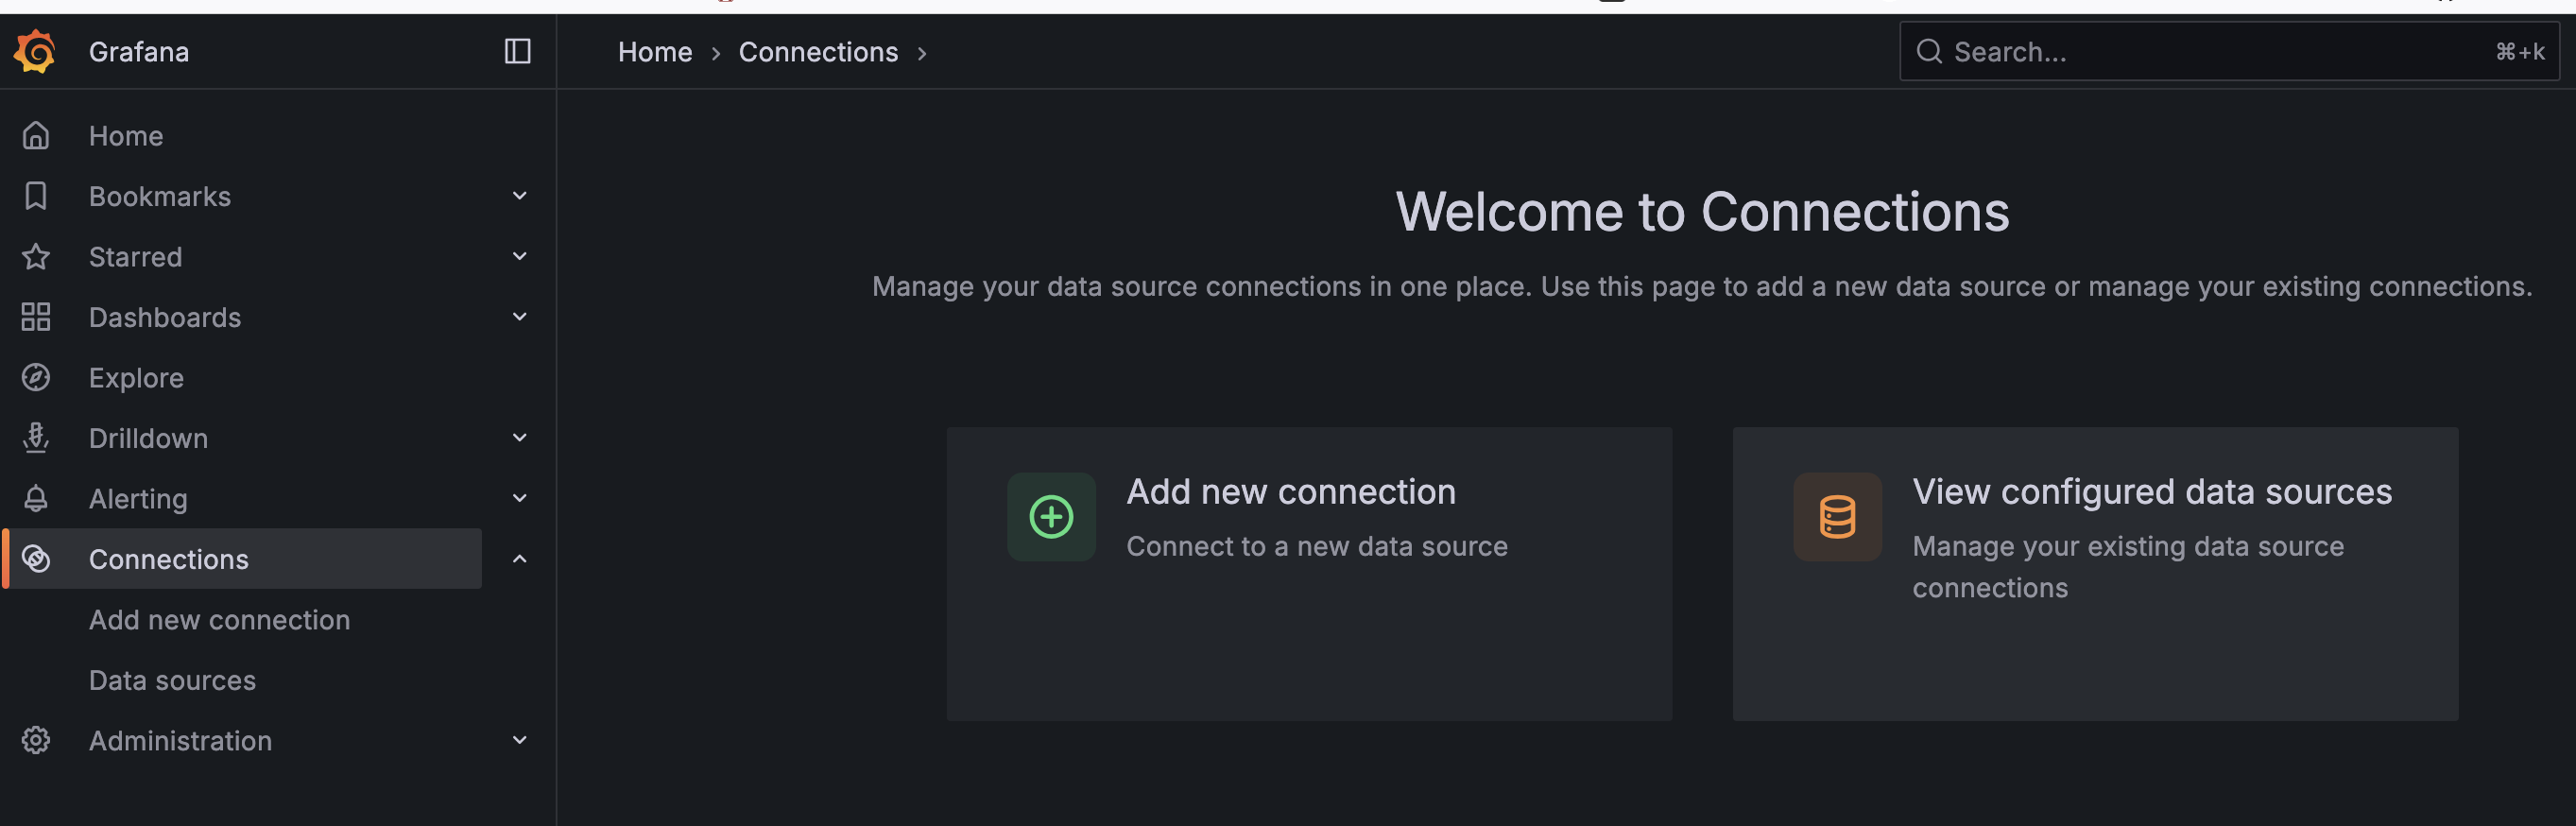 Grafana
Home
Bookmarks
Starred
Dashboards
Explore
Drilldown
Alerting
Connections
Add new connection
Data sources
Administration
Home › Connections ›
Search...
⌘+k
Welcome to Connections
Manage your data source connections in one place. Use this page to add a new data source or manage your existing connections.
Add new connection
Connect to a new data source
View configured data sources
Manage your existing data source
connections